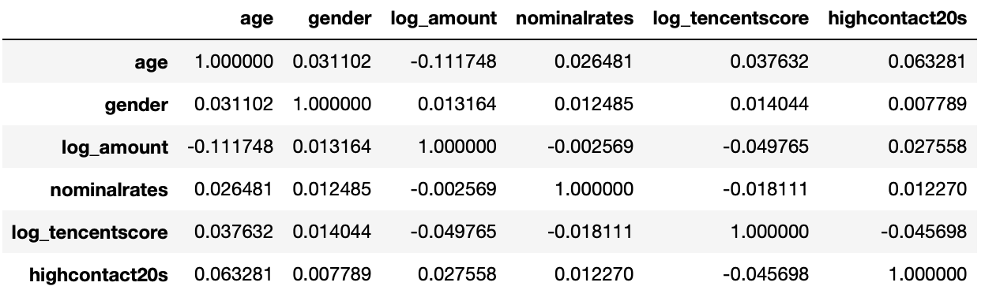 age gender log_amount nominalrates log_tencentscore highcontact20s
age 1.000000 0.031102 -0.111748 0.026481 0.037632 0.063281
gender 0.031102 1.000000 0.013164 0.012485 0.014044 0.007789
log_amount -0.111748 0.013164 1.000000 -0.002569 -0.049765 0.027558
nominalrates 0.026481 0.012485 -0.002569 1.000000 -0.018111 0.012270
log_tencentscore 0.037632 0.014044 -0.049765 -0.018111 1.000000 -0.045698
highcontact20s 0.063281 0.007789 0.027558 0.012270 -0.045698 1.000000